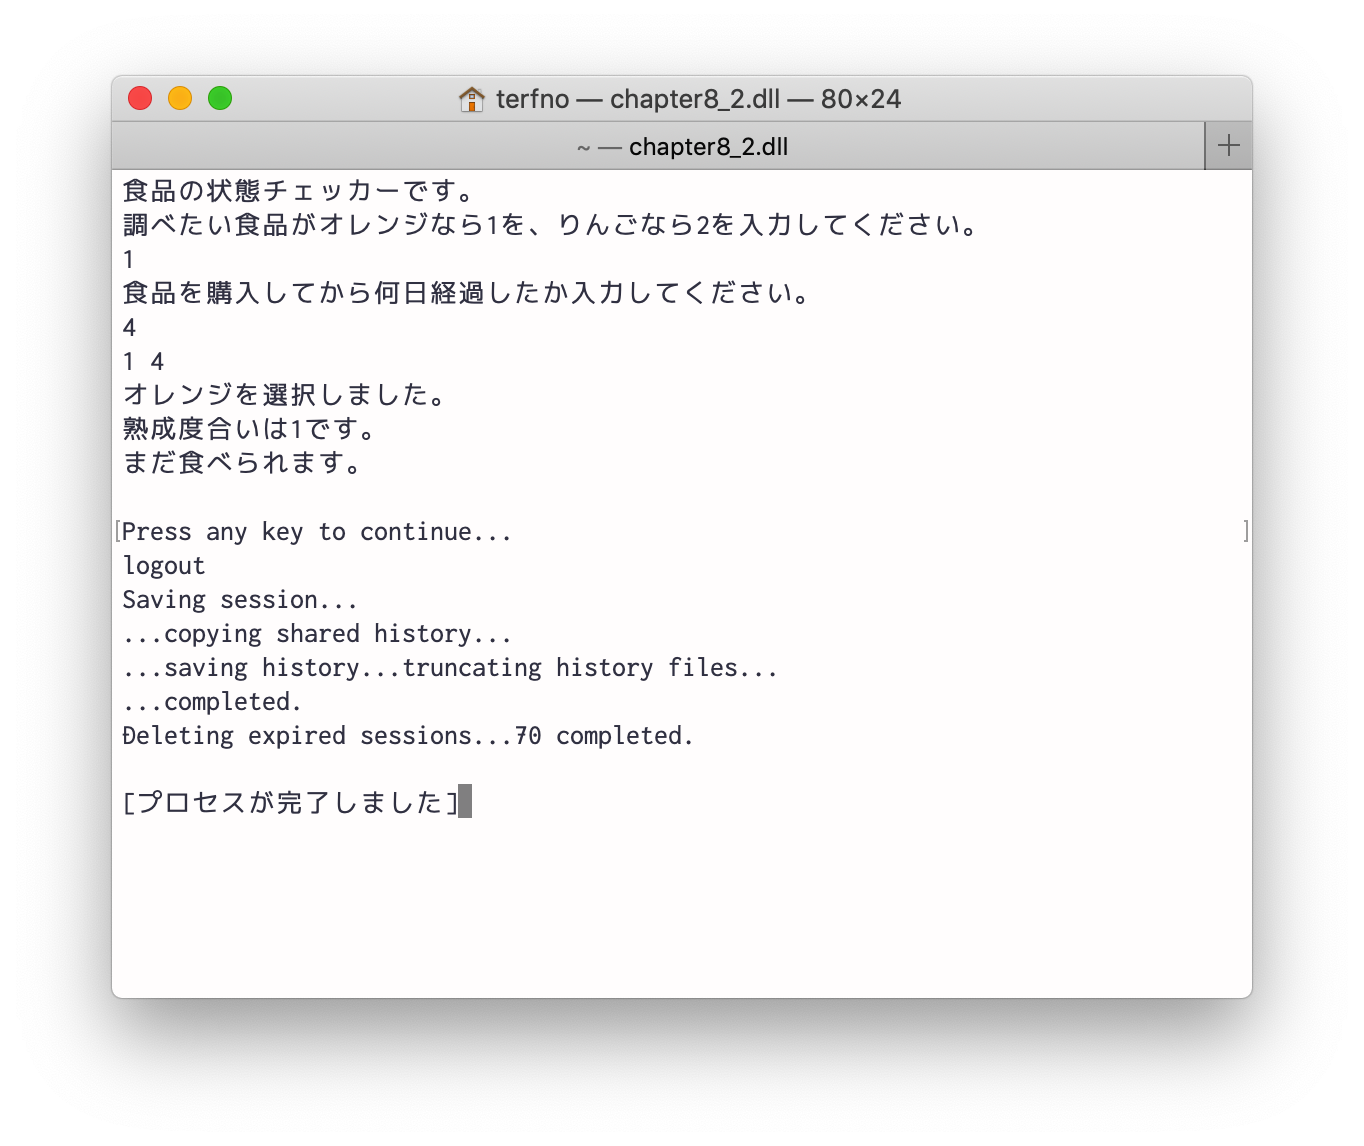 terfno — chapter8_2.dll — 80×24
~ — chapter8_2.dll
食品の状態チェッカーです。
調べたい食品がオレンジなら1を、りんごなら2を入力してください。
1
食品を購入してから何日経過したか入力してください。
4
1 4
オレンジを選択しました。
熟成度合いは1です。
まだ食べられます。
[Press any key to continue... ]
logout
Saving session...
...copying shared history...
...saving history...truncating history files...
...completed.
Deleting expired sessions...70 completed.
[プロセスが完了しました]